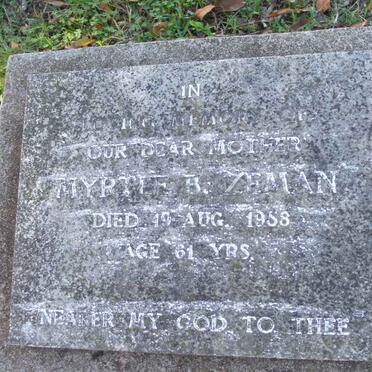 IN
LOVING MEMORY OF
OUR DEAR MOTHER
MYRTLE B. ZEMAN
DIED 19 AUG. 1958
AGE 61 YRS.
NEARER MY GOD TO THEE